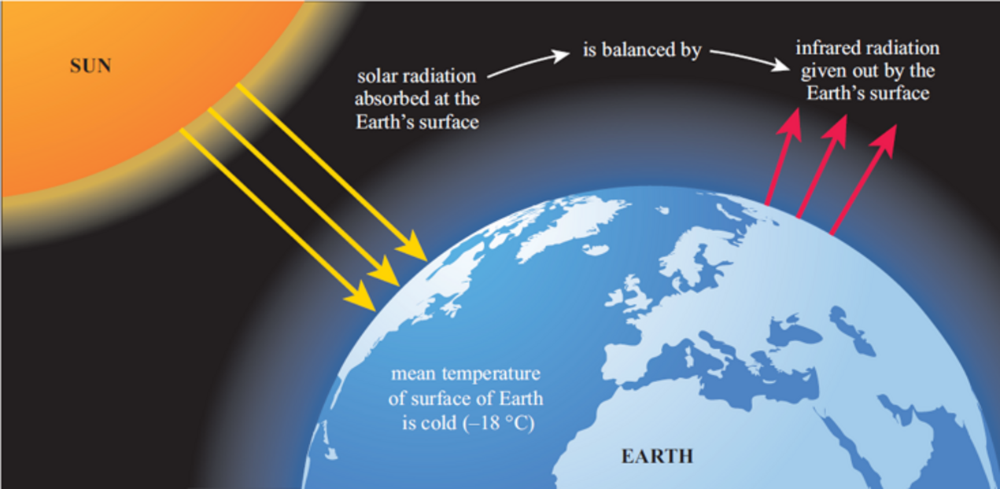 SUN
solar radiation
absorbed at the
Earth's surface
is balanced by
infrared radiation
given out by the
Earth's surface
mean temperature
of surface of Earth
is cold (–18 °C)
EARTH